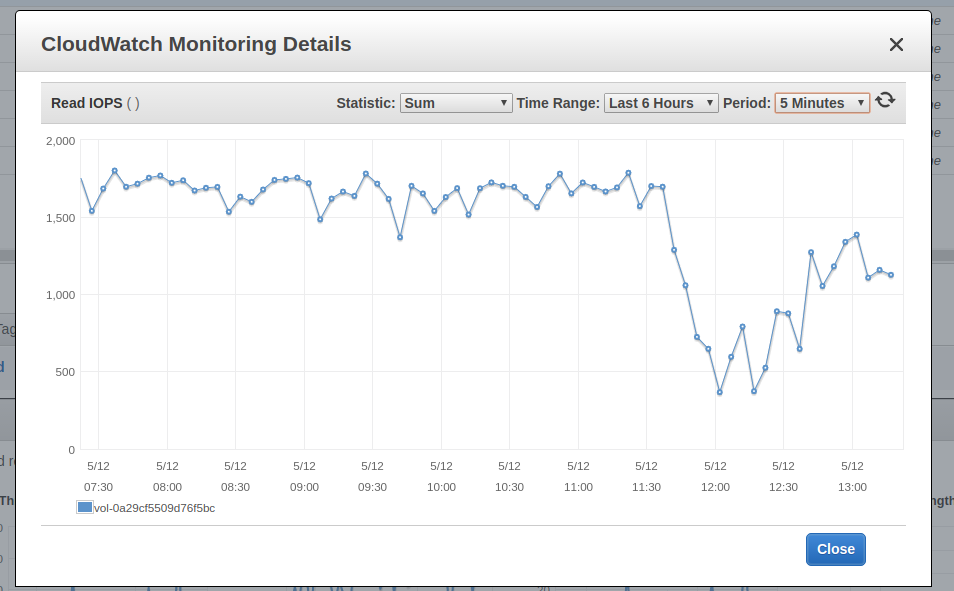 CloudWatch Monitoring Details
Read IOPS ( ) Statistic: Sum Time Range: Last 6 Hours Period: 5 Minutes
2,000
1,500
1,000
500
0
5/12 5/12 5/12 5/12 5/12 5/12 5/12 5/12 5/12 5/12 5/12 5/12
07:30 08:00 08:30 09:00 09:30 10:00 10:30 11:00 11:30 12:00 12:30 13:00
vol-0a29cf5509d76f5bc
Close